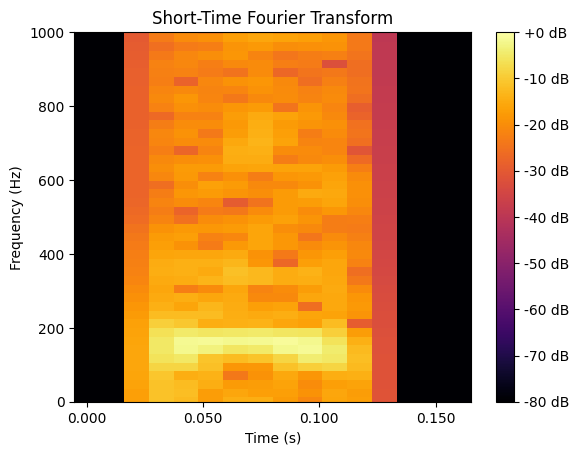 Short-Time Fourier Transform
1000
800
600
400
200
0
Frequency (Hz)
0.000
0.050
0.100
0.150
Time (s)
+0 dB
-10 dB
-20 dB
-30 dB
-40 dB
-50 dB
-60 dB
-70 dB
-80 dB